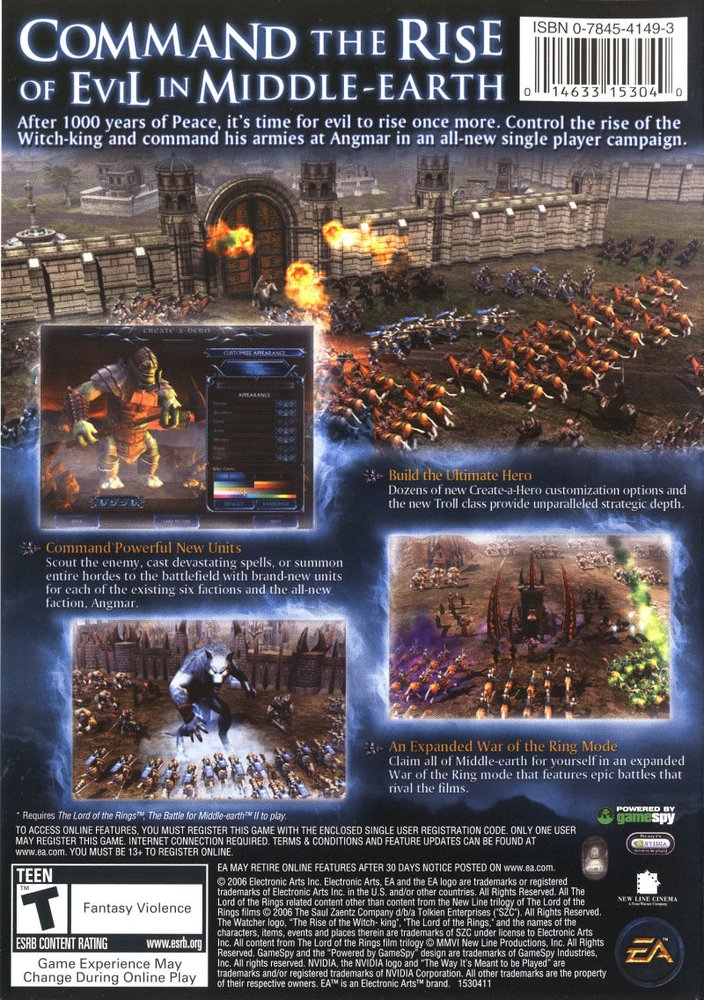 COMMAND THE RISE
OF EVIL IN MIDDLE-EARTH
ISBN 0-7845-4149-3
0 14633 15304 0
After 1000 years of Peace, it's time for evil to rise once more. Control the rise of the
Witch-king and command his armies at Angmar in an all-new single player campaign.
CREATE-A-HERO
CUSTOMIZE APPEARANCE
APPEARANCE
BACK
NEXT
Build the Ultimate Hero
Dozens of new Create-a-Hero customization options and
the new Troll class provide unparalleled strategic depth.
Command Powerful New Units
Scout the enemy, cast devastating spells, or summon
entire hordes to the battlefield with brand-new units
for each of the existing six factions and the all-new
faction, Angmar.
An Expanded War of the Ring Mode
Claim all of Middle-earth for yourself in an expanded
War of the Ring mode that features epic battles that
rival the films.
* Requires The Lord of the Rings™, The Battle for Middle-earth™ II to play.
POWERED BY
gamespy
TO ACCESS ONLINE FEATURES, YOU MUST REGISTER THIS GAME WITH THE ENCLOSED SINGLE USER REGISTRATION CODE. ONLY ONE USER
MAY REGISTER THIS GAME. INTERNET CONNECTION REQUIRED. TERMS & CONDITIONS AND FEATURE UPDATES CAN BE FOUND AT
www.ea.com. YOU MUST BE 13+ TO REGISTER ONLINE.
NVIDIA
EA MAY RETIRE ONLINE FEATURES AFTER 30 DAYS NOTICE POSTED ON www.ea.com.
TEEN
T
™
Fantasy Violence
ESRB CONTENT RATING www.esrb.org
Game Experience May
Change During Online Play
© 2006 Electronic Arts Inc. Electronic Arts, EA and the EA logo are trademarks or registered
trademarks of Electronic Arts Inc. in the U.S. and/or other countries. All Rights Reserved. All The
Lord of the Rings related content other than content from the New Line trilogy of The Lord of the
Rings films © 2006 The Saul Zaentz Company d/b/a Tolkien Enterprises ("SZC"). All Rights Reserved.
The Watcher logo, "The Rise of the Witch- king", "The Lord of the Rings," and the names of the
characters, items, events and places therein are trademarks of SZC under license to Electronic Arts
Inc. All content from The Lord of the Rings film trilogy © MMVI New Line Productions, Inc. All Rights
Reserved. GameSpy and the "Powered by GameSpy" design are trademarks of GameSpy Industries,
Inc. All rights reserved. NVIDIA, the NVIDIA logo and "The Way It's Meant to be Played" are
trademarks and/or registered trademarks of NVIDIA Corporation. All other trademarks are the property
of their respective owners. EA™ is an Electronic Arts™ brand. 1530411
NEW LINE CINEMA
A Time Warner Company
EA